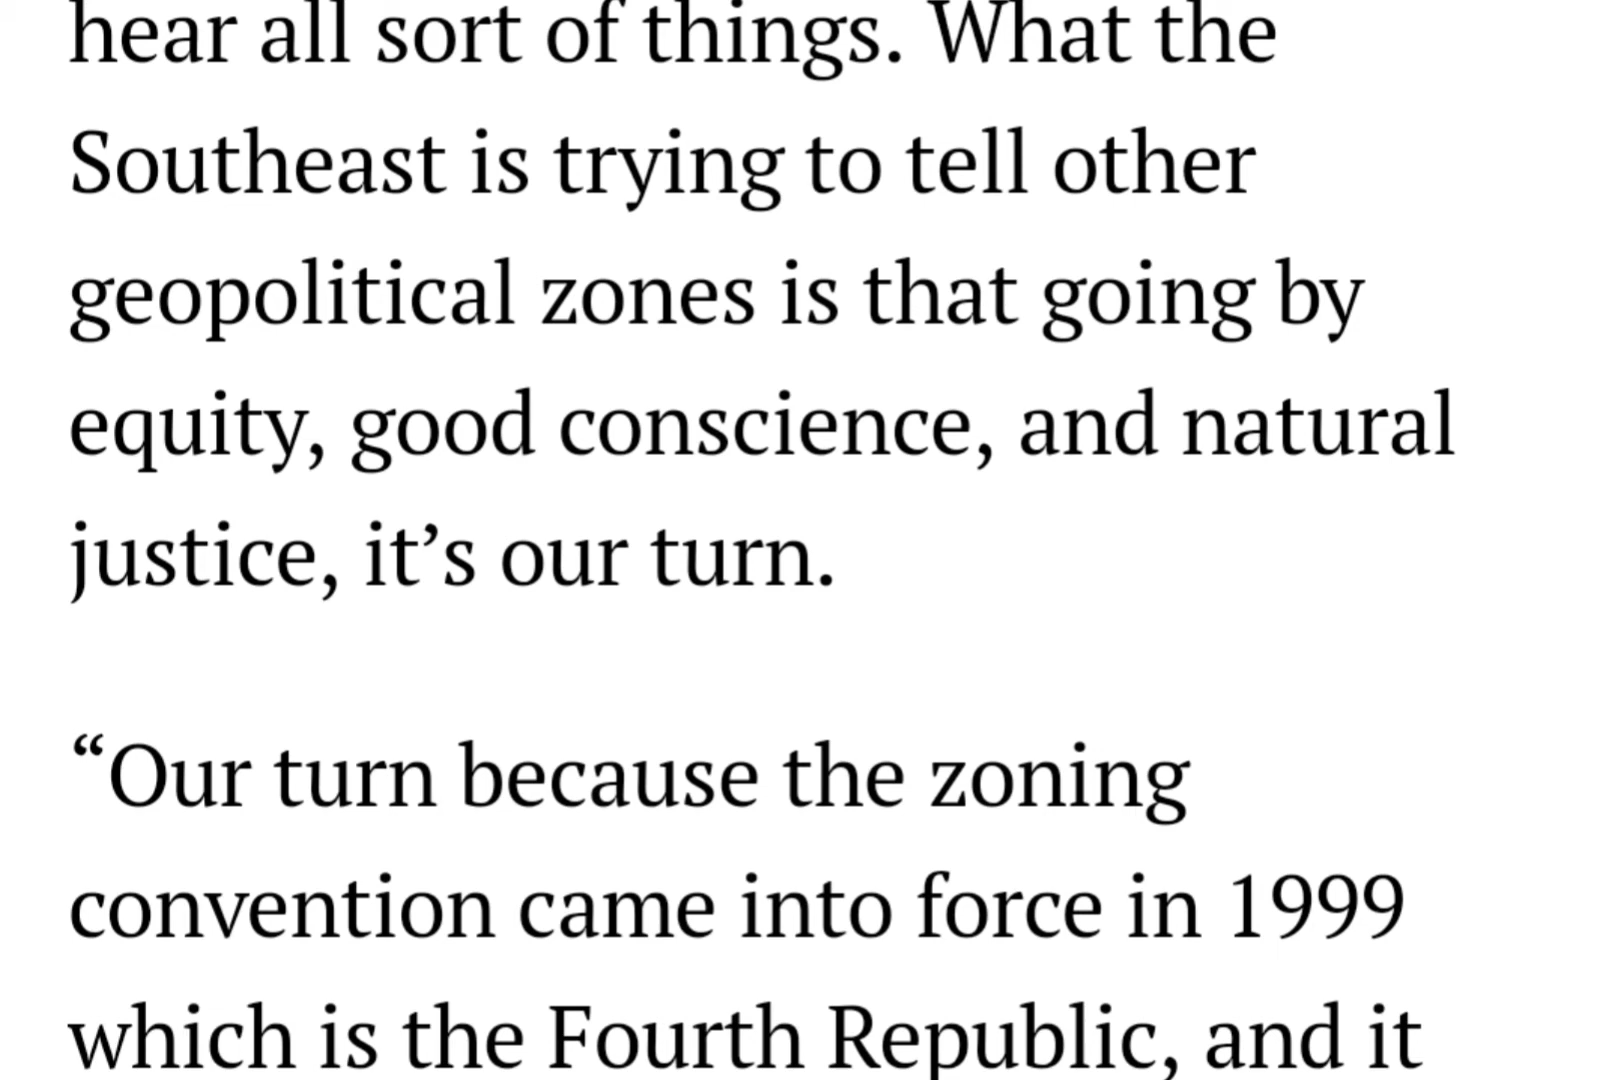 hear all sort of things. What the
Southeast is trying to tell other
geopolitical zones is that going by
equity, good conscience, and natural
justice, it’s our turn.
“Our turn because the zoning
convention came into force in 1999
which is the Fourth Republic, and it